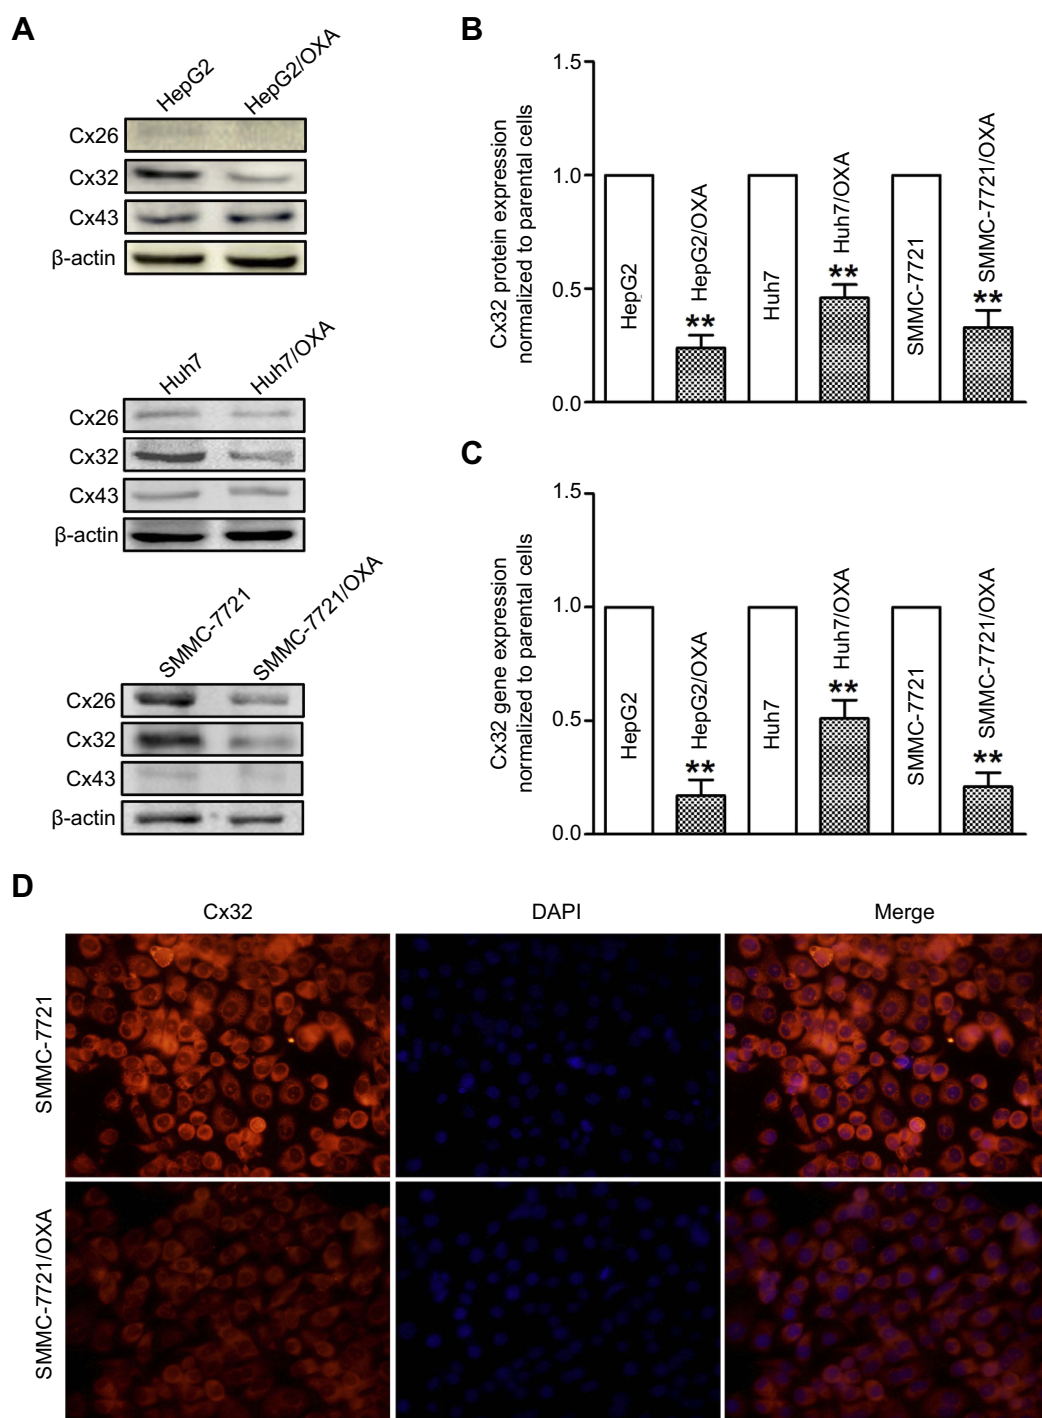 A
HepG2
HepG2/OXA
Cx26
Cx32
Cx43
β-actin
Huh7
Huh7/OXA
Cx26
Cx32
Cx43
β-actin
SMMC-7721
SMMC-7721/OXA
Cx26
Cx32
Cx43
β-actin
B
Cx32 protein expression
normalized to parental cells
1.5
1.0
0.5
0.0
HepG2
HepG2/OXA
**
Huh7
Huh7/OXA
**
SMMC-7721
SMMC-7721/OXA
**
C
Cx32 gene expression
normalized to parental cells
1.5
1.0
0.5
0.0
HepG2
HepG2/OXA
**
Huh7
Huh7/OXA
**
SMMC-7721
SMMC-7721/OXA
**
D
Cx32
DAPI
Merge
SMMC-7721
SMMC-7721/OXA